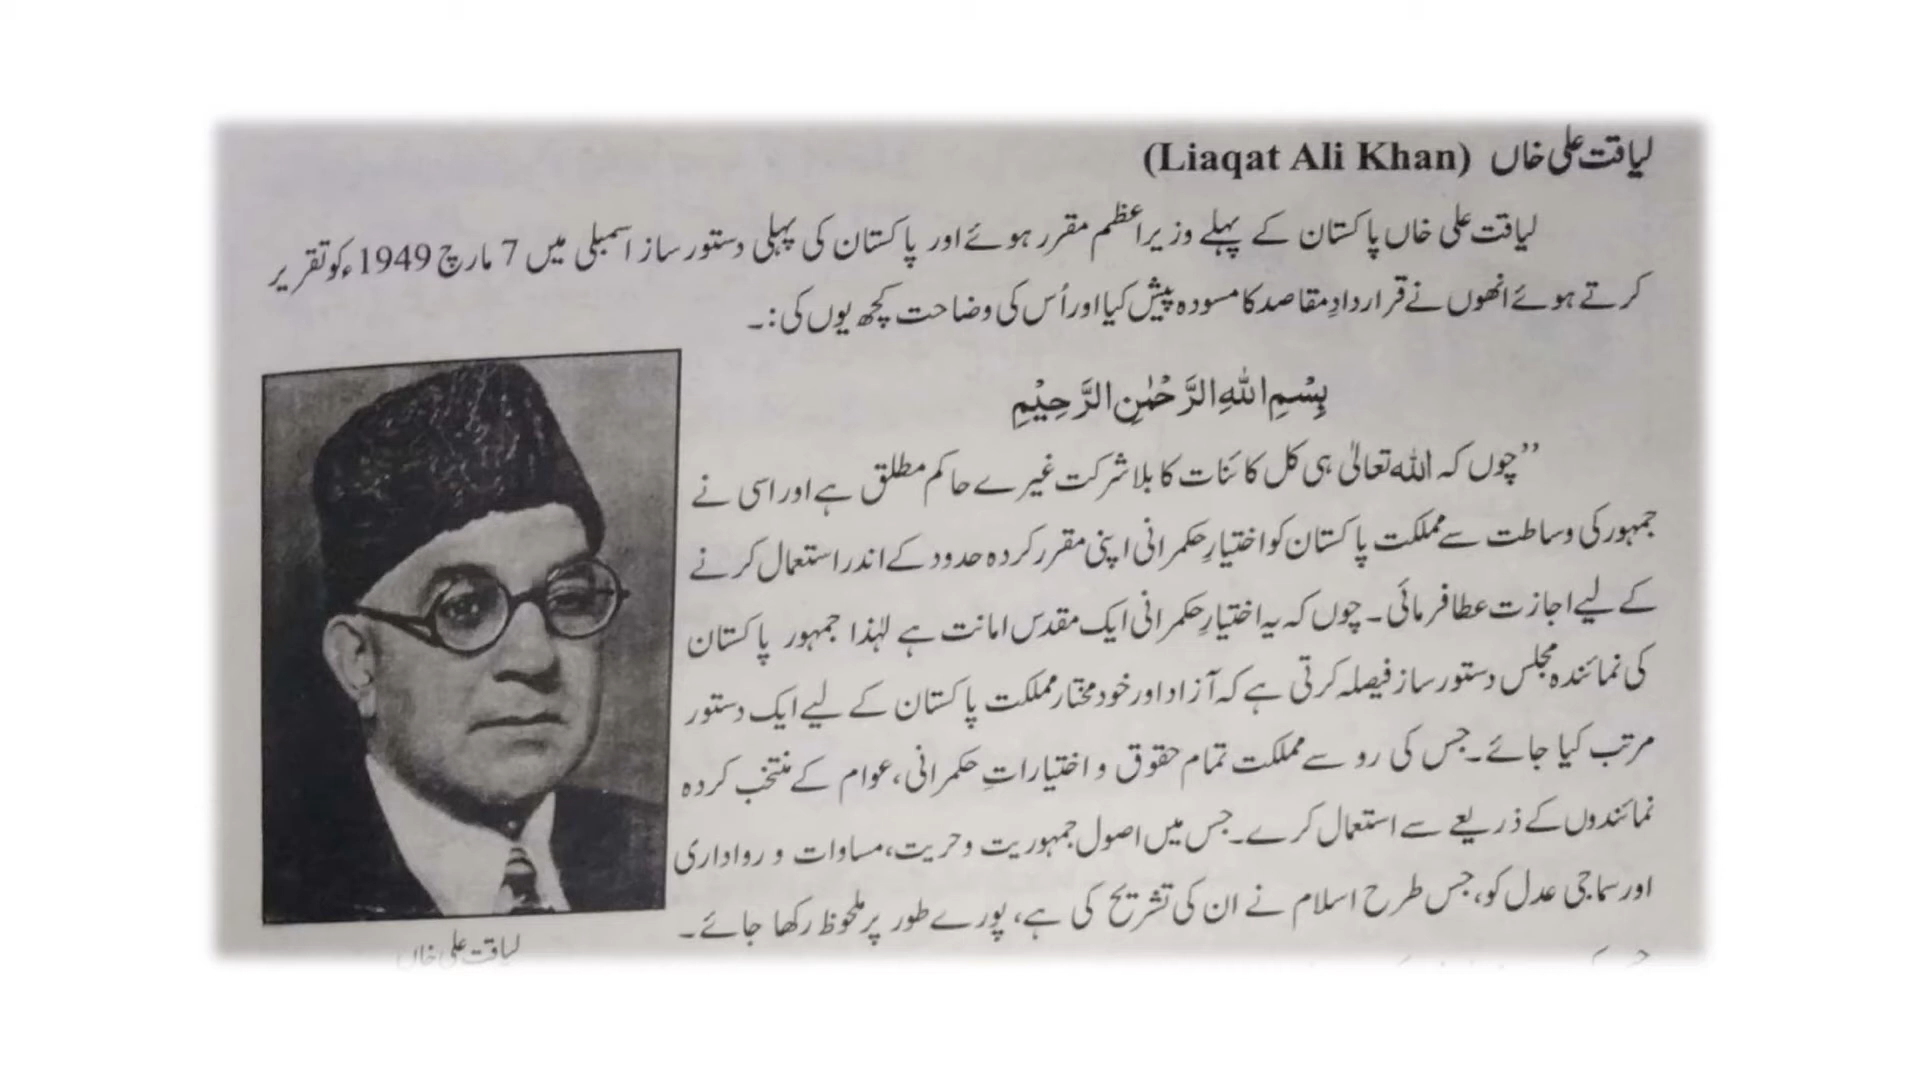 لیاقت علی خاں (Liaqat Ali Khan)
لیاقت علی خاں پاکستان کے پہلے وزیراعظم مقرر ہوئے اور پاکستان کی پہلی دستور ساز اسمبلی میں 7 مارچ 1949ء کو تقریر
کرتے ہوئے انھوں نے قراردادِ مقاصد کا مسودہ پیش کیا اور اُس کی وضاحت کچھ یوں کی:۔
بِسْمِ اللهِ الرَّحْمٰنِ الرَّحِيْمِ
”چوں کہ اللہ تعالیٰ ہی کل کائنات کا بلا شرکت غیرے حاکم مطلق ہے اور اسی نے
جمہور کی وساطت سے مملکت پاکستان کو اختیارِ حکمرانی اپنی مقرر کردہ حدود کے اندر استعمال کرنے
کے لیے اجازت عطا فرمائی۔ چوں کہ یہ اختیارِ حکمرانی ایک مقدس امانت ہے لہٰذا جمہور پاکستان
کی نمائندہ مجلس دستور ساز فیصلہ کرتی ہے کہ آزاد اور خود مختار مملکت پاکستان کے لیے ایک دستور
مرتب کیا جائے۔ جس کی رو سے مملکت تمام حقوق و اختیاراتِ حکمرانی، عوام کے منتخب کردہ
نمائندوں کے ذریعے سے استعمال کرے۔ جس میں اصول جمہوریت و حریت، مساوات و رواداری
اور سماجی عدل کو، جس طرح اسلام نے ان کی تشریح کی ہے، پورے طور پر ملحوظ رکھا جائے۔
لیاقت علی خاں